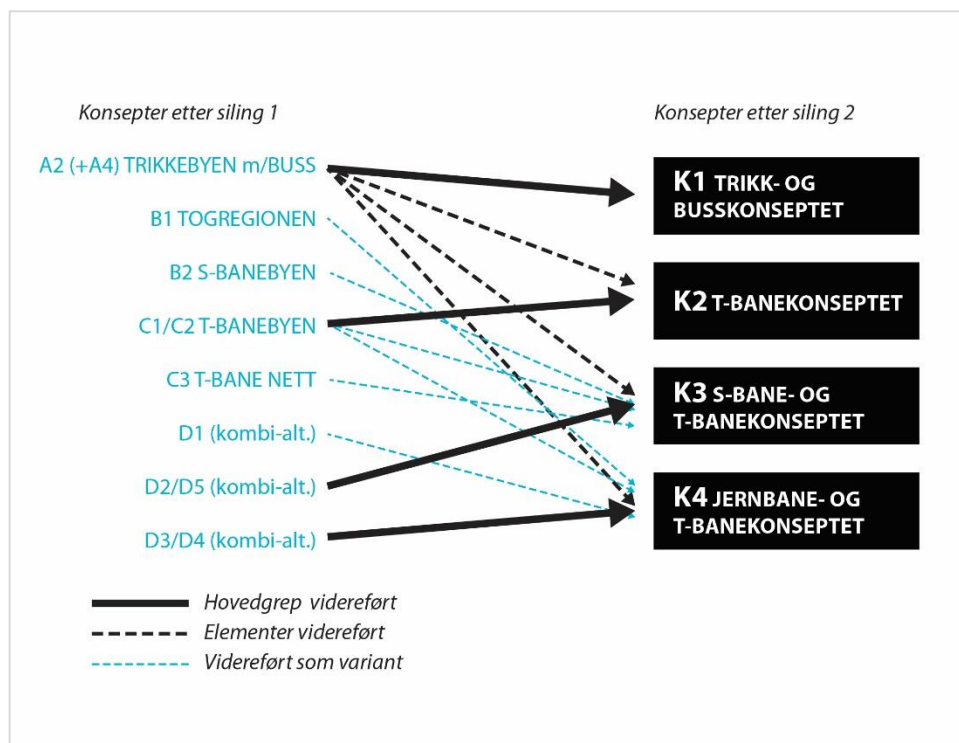 Konsepter etter siling 1
Konsepter etter siling 2
A2 (+A4) TRIKKEBYEN m/BUSS
B1 TOGREGIONEN
B2 S-BANEBYEN
C1/C2 T-BANEBYEN
C3 T-BANE NETT
D1 (kombi-alt.)
D2/D5 (kombi-alt.)
D3/D4 (kombi-alt.)
K1 TRIKK- OG
BUSSKONSEPTET
K2 T-BANEKONSEPTET
K3 S-BANE- OG
T-BANEKONSEPTET
K4 JERNBANE- OG
T-BANEKONSEPTET
Hovedgrep videreført
Elementer videreført
Videreført som variant